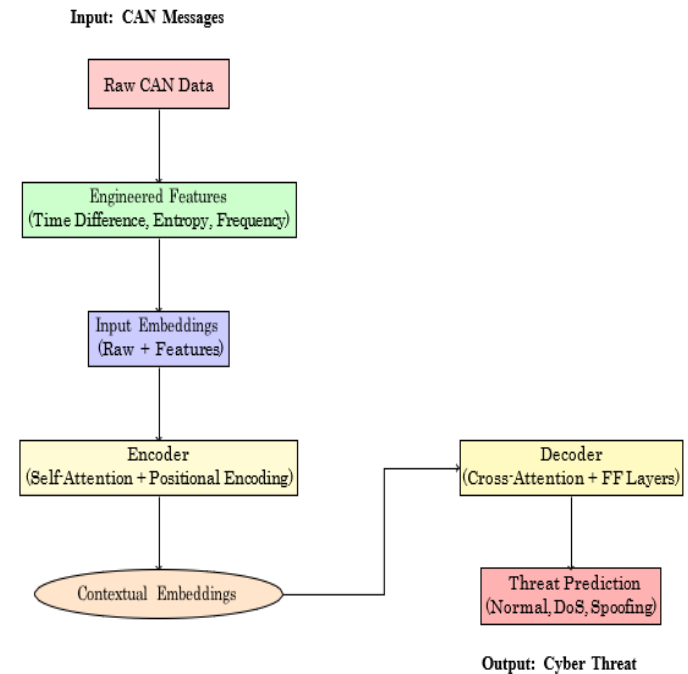 Input: CAN Messages
Raw CAN Data
Engineered Features
(Time Difference, Entropy, Frequency)
Input Embeddings
(Raw + Features)
Encoder
(Self-Attention + Positional Encoding)
Contextual Embeddings
Decoder
(Cross-Attention + FF Layers)
Threat Prediction
(Normal, DoS, Spoofing)
Output: Cyber Threat